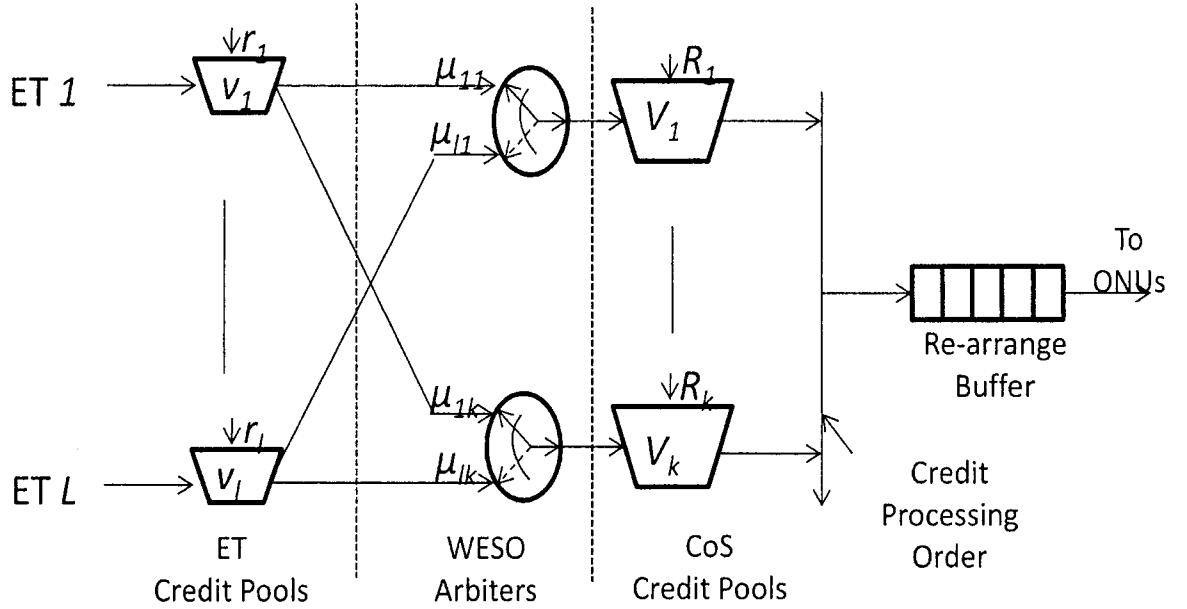 r1
R1
ET 1
v1
μ11
V1
μl1
To
ONUs
Re-arrange
Buffer
rl
μ1k
Rk
ET L
vl
μlk
Vk
Credit
Processing
Order
ET
Credit Pools
WESO
Arbiters
CoS
Credit Pools